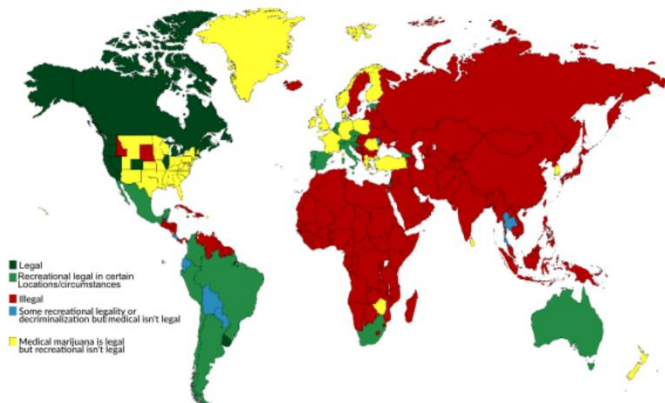 Legal
Recreational legal in certain
Locations/circumstances
Illegal
Some recreational legality or
decriminalization but medical isn't legal
Medical marijuana is legal
but recreational isn't legal